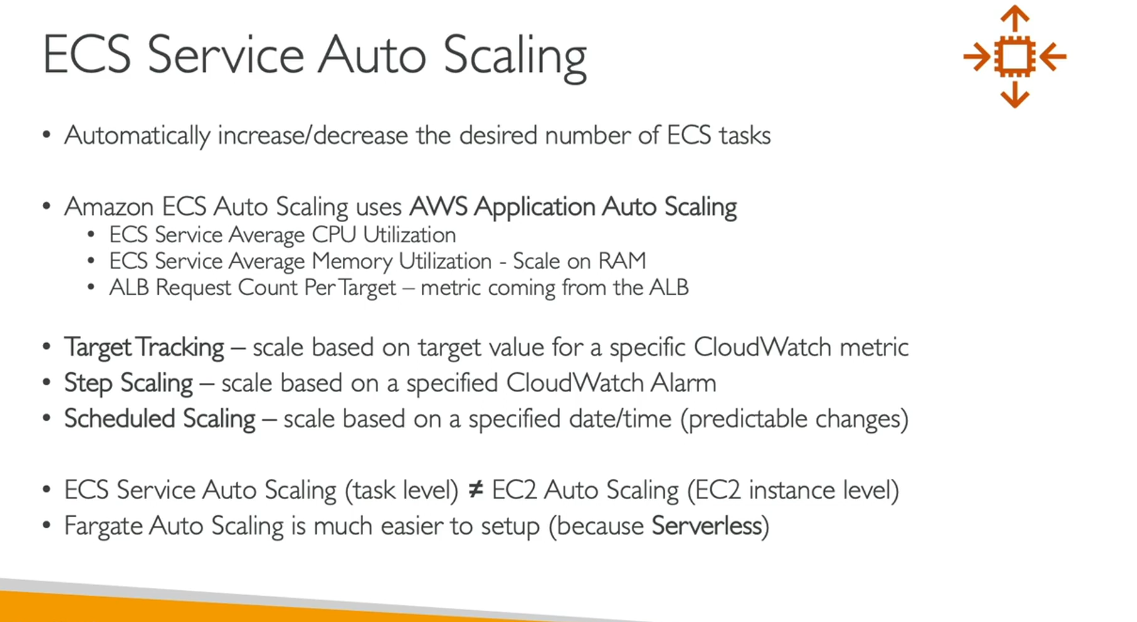 ECS Service Auto Scaling
• Automatically increase/decrease the desired number of ECS tasks
• Amazon ECS Auto Scaling uses AWS Application Auto Scaling
• ECS Service Average CPU Utilization
• ECS Service Average Memory Utilization - Scale on RAM
• ALB Request Count Per Target – metric coming from the ALB
• Target Tracking – scale based on target value for a specific CloudWatch metric
• Step Scaling – scale based on a specified CloudWatch Alarm
• Scheduled Scaling – scale based on a specified date/time (predictable changes)
• ECS Service Auto Scaling (task level) ≠ EC2 Auto Scaling (EC2 instance level)
• Fargate Auto Scaling is much easier to setup (because Serverless)